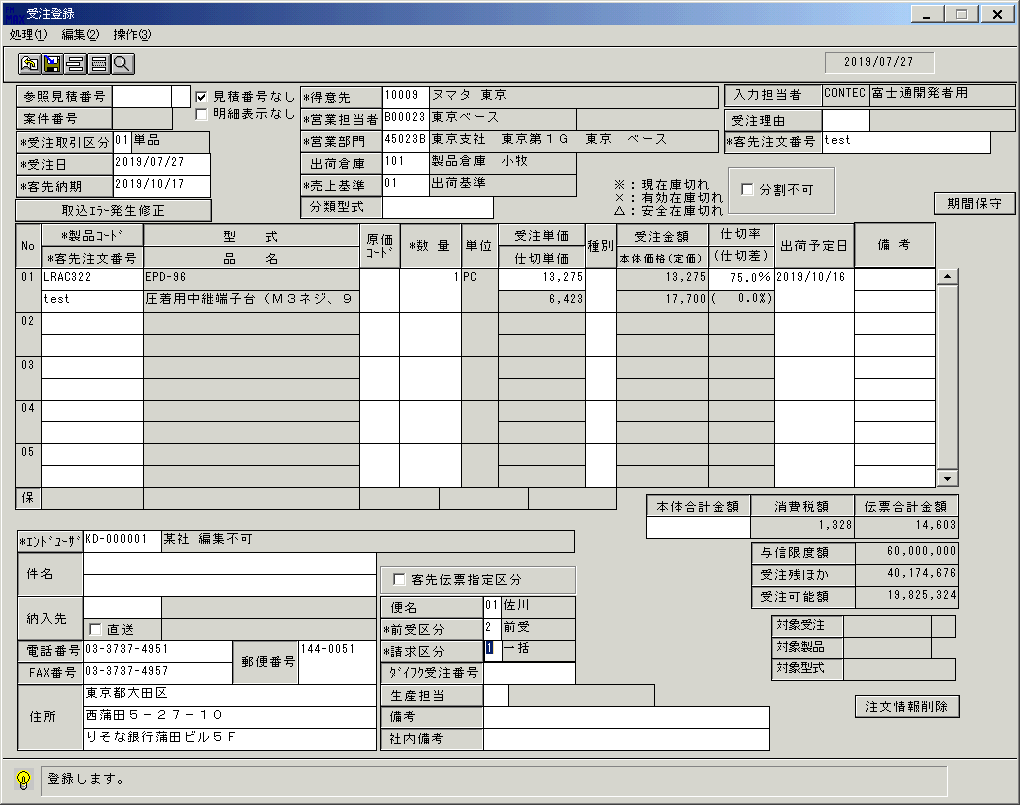 受注登録
処理(1) 編集(2) 操作(3)
2019/07/27
参照見積番号
案件番号
*受注取引区分 01 単品
*受注日 2019/07/27
*客先納期 2019/10/17
取込ｴﾗｰ発生修正
見積番号なし
明細表示なし
*得意先 10009 ヌマタ 東京
*営業担当者 B00023 東京ベース
*営業部門 45023B 東京支社 東京第１Ｇ 東京 ベース
出荷倉庫 101 製品倉庫 小牧
*売上基準 01 出荷基準
分類型式
※：現在庫切れ
×：有効在庫切れ
△：安全在庫切れ
分割不可
入力担当者 CONTEC 富士通開発者用
受注理由
*客先注文番号 test
期間保守
No *製品ｺｰﾄﾞ 型 式 原価ｺｰﾄﾞ *数 量 単位 受注単価 種別 受注金額 仕切率 出荷予定日 備 考
*客先注文番号 品 名 仕切単価 本体価格(定価) (仕切差)
01 LRAC322 EPD-96 1 PC 13,275 13,275 75.0% 2019/10/16
test 圧着用中継端子台（Ｍ３ネジ、９ 6,423 17,700 ( 0.0%)
02
03
04
05
保
本体合計金額 消費税額 伝票合計金額
1,328 14,603
与信限度額 60,000,000
受注残ほか 40,174,676
受注可能額 19,825,324
対象受注
対象製品
対象型式
注文情報削除
*ｴﾝﾄﾞﾕｰｻﾞ KD-000001 某社 編集不可
件名
納入先
直送
電話番号 03-3737-4951
FAX番号 03-3737-4957
郵便番号 144-0051
住所 東京都大田区
西蒲田５－２７－１０
りそな銀行蒲田ビル５Ｆ
客先伝票指定区分
便名 01 佐川
*前受区分 2 前受
*請求区分 1 一括
ﾀﾞｲﾌｸ受注番号
生産担当
備考
社内備考
登録します。